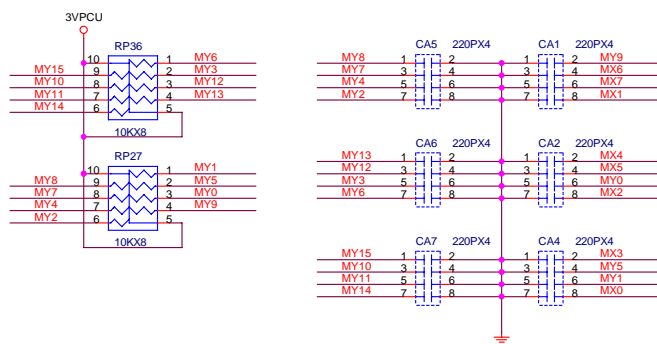 3VPCU
RP36
10 1 MY6
MY15 9 2 MY3
MY10 8 3 MY12
MY11 7 4 MY13
MY14 6 5
10KX8
RP27
10 1 MY1
MY8 9 2 MY5
MY7 8 3 MY0
MY4 7 4 MY9
MY2 6 5
10KX8
CA5 220PX4 CA1 220PX4
MY8 1 2 1 2 MY9
MY7 3 4 3 4 MX6
MY4 5 6 5 6 MX7
MY2 7 8 7 8 MX1
CA6 220PX4 CA2 220PX4
MY13 1 2 1 2 MX4
MY12 3 4 3 4 MX5
MY3 5 6 5 6 MY0
MY6 7 8 7 8 MX2
CA7 220PX4 CA4 220PX4
MY15 1 2 1 2 MX3
MY10 3 4 3 4 MY5
MY11 5 6 5 6 MY1
MY14 7 8 7 8 MX0